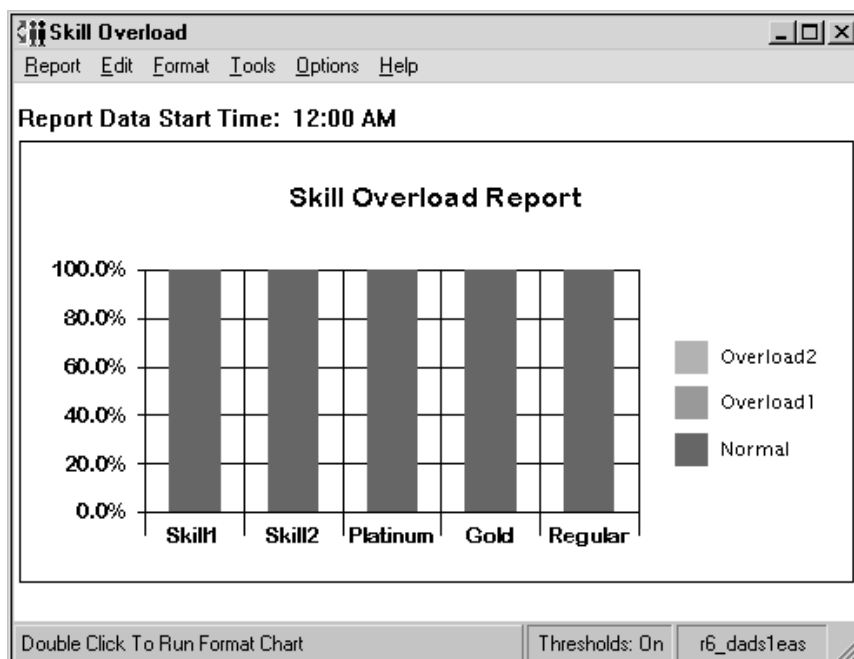 Skill Overload
Report Edit Format Tools Options Help
Report Data Start Time: 12:00 AM
Skill Overload Report
100.0%
80.0%
60.0%
40.0%
20.0%
0.0%
Skill1 Skill2 Platinum Gold Regular
Overload2
Overload1
Normal
Double Click To Run Format Chart Thresholds: On r6_dads1eas